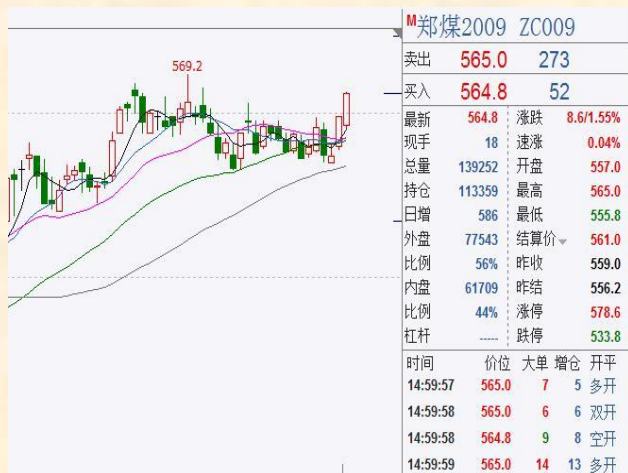 M郑煤2009 ZC009
569.2
卖出 565.0 273
买入 564.8 52
最新 564.8 涨跌 8.6/1.55%
现手 18 速涨 0.04%
总量 139252 开盘 557.0
持仓 113359 最高 565.0
日增 586 最低 555.8
外盘 77543 结算价 561.0
比例 56% 昨收 559.0
内盘 61709 昨结 556.2
比例 44% 涨停 578.6
杠杆 ----- 跌停 533.8
时间 价位 大单 增仓 开平
14:59:57 565.0 7 5 多开
14:59:58 565.0 6 6 双开
14:59:58 564.8 9 8 空开
14:59:59 565.0 14 13 多开